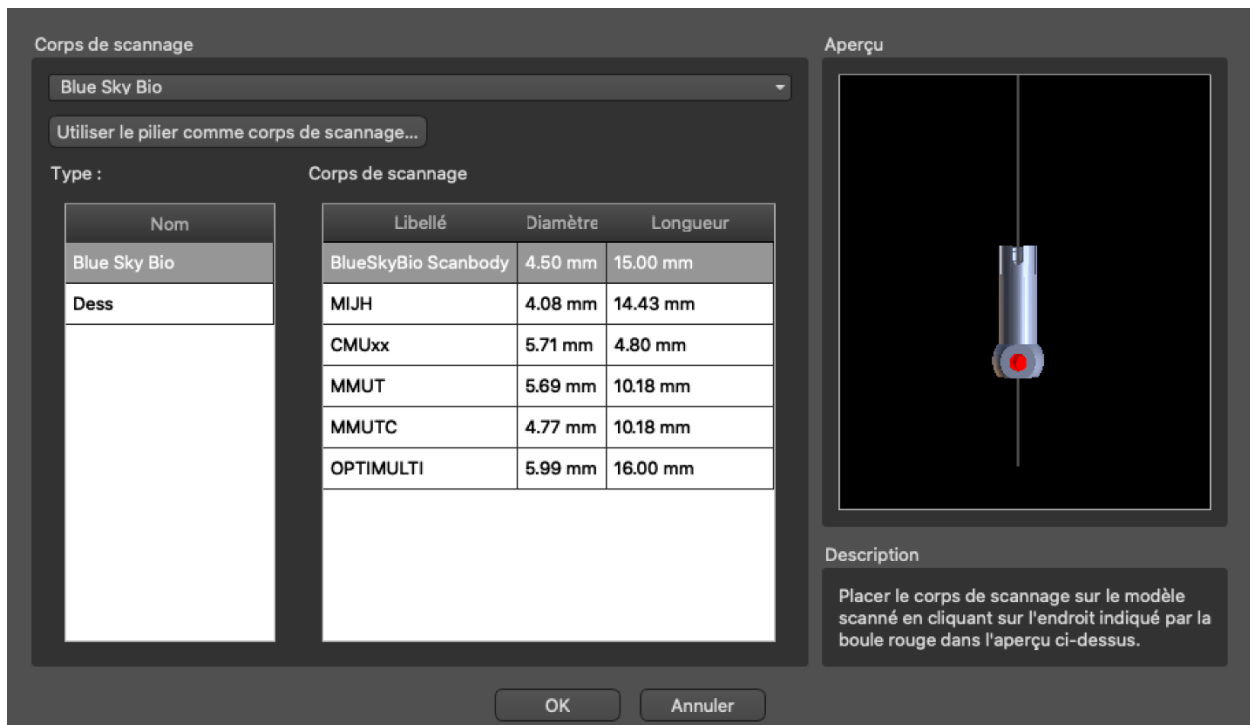 Corps de scannage
Blue Sky Bio
Utiliser le pilier comme corps de scannage...
Type :
Nom
Blue Sky Bio
Dess
Corps de scannage
Libellé Diamètre Longueur
BlueSkyBio Scanbody 4.50 mm 15.00 mm
MIJH 4.08 mm 14.43 mm
CMUxx 5.71 mm 4.80 mm
MMUT 5.69 mm 10.18 mm
MMUTC 4.77 mm 10.18 mm
OPTIMULTI 5.99 mm 16.00 mm
Aperçu
Description
Placer le corps de scannage sur le modèle
scanné en cliquant sur l'endroit indiqué par la
boule rouge dans l'aperçu ci-dessus.
OK
Annuler